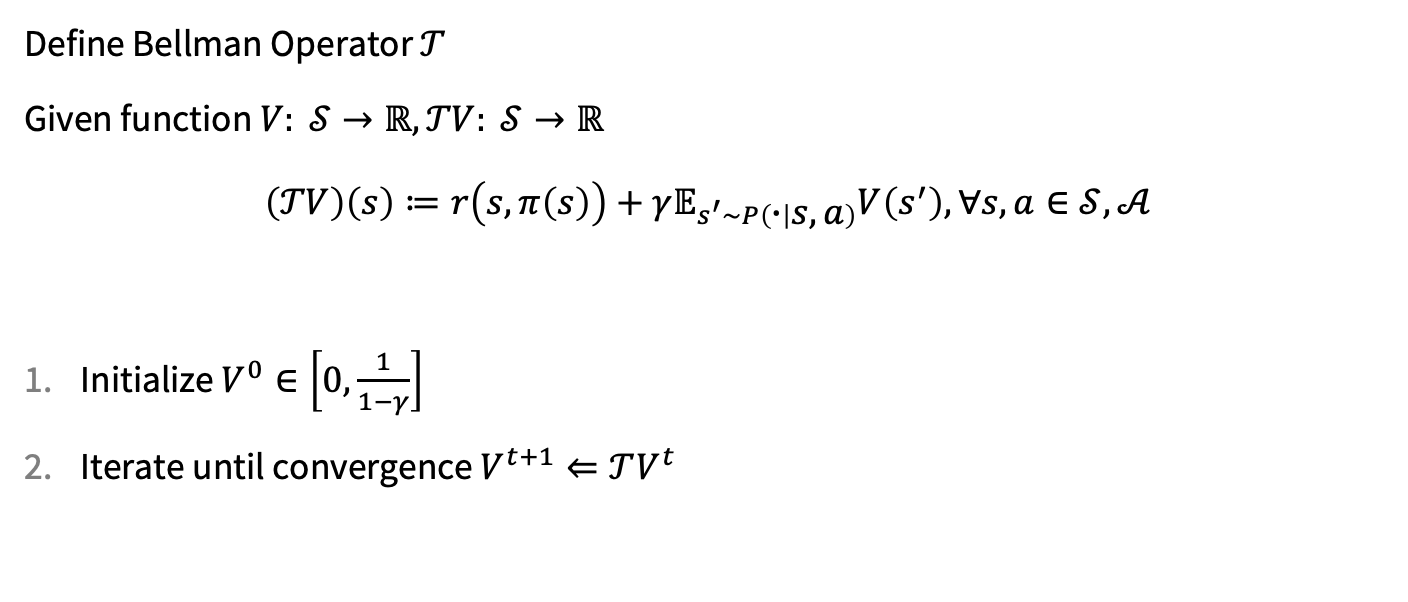 Define Bellman Operator 𝒯
Given function V: 𝒮 → ℝ, 𝒯V: 𝒮 → ℝ
(𝒯V)(s) ≔ r(s, π(s)) + γ𝔼_{s′~P(·|s, a)}V(s′), ∀s, a ∈ 𝒮, 𝒜
1. Initialize V⁰ ∈ [0, 1/(1−γ)]
2. Iterate until convergence V^{t+1} ⇐ 𝒯V^t